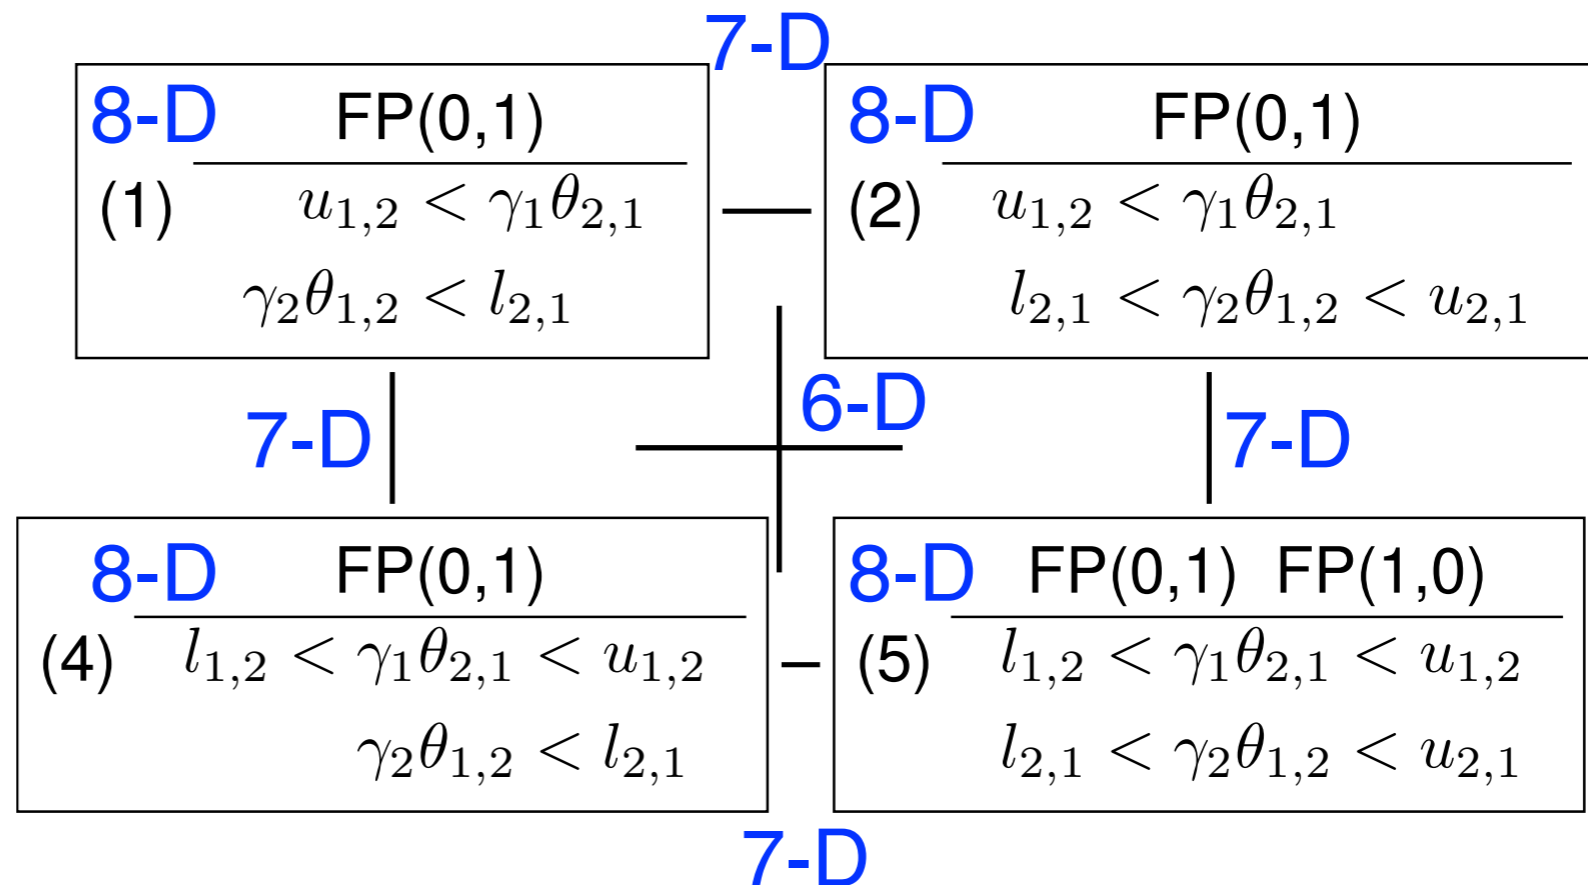 7-D
8-D FP(0,1)
(1) u_{1,2} < γ_1θ_{2,1}
γ_2θ_{1,2} < l_{2,1}
8-D FP(0,1)
(2) u_{1,2} < γ_1θ_{2,1}
l_{2,1} < γ_2θ_{1,2} < u_{2,1}
7-D
6-D
7-D
8-D FP(0,1)
(4) l_{1,2} < γ_1θ_{2,1} < u_{1,2}
γ_2θ_{1,2} < l_{2,1}
8-D FP(0,1) FP(1,0)
(5) l_{1,2} < γ_1θ_{2,1} < u_{1,2}
l_{2,1} < γ_2θ_{1,2} < u_{2,1}
7-D